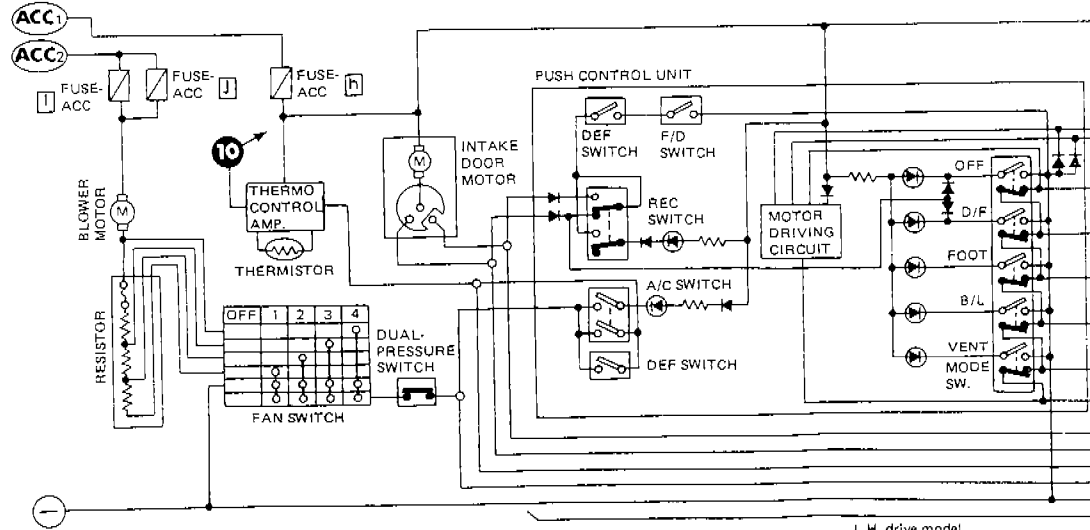 ACC1
ACC2
I
FUSE-
ACC
FUSE-
ACC
J
FUSE-
ACC
h
PUSH CONTROL UNIT
DEF
SWITCH
F/D
SWITCH
10
INTAKE
DOOR
MOTOR
M
OFF
BLOWER
MOTOR
M
THERMO
CONTROL
AMP.
THERMISTOR
REC
SWITCH
MOTOR
DRIVING
CIRCUIT
D/F
FOOT
A/C SWITCH
RESISTOR
OFF 1 2 3 4
DUAL-
PRESSURE
SWITCH
B/L
DEF SWITCH
VENT
MODE
SW.
FAN SWITCH
L.H. drive model